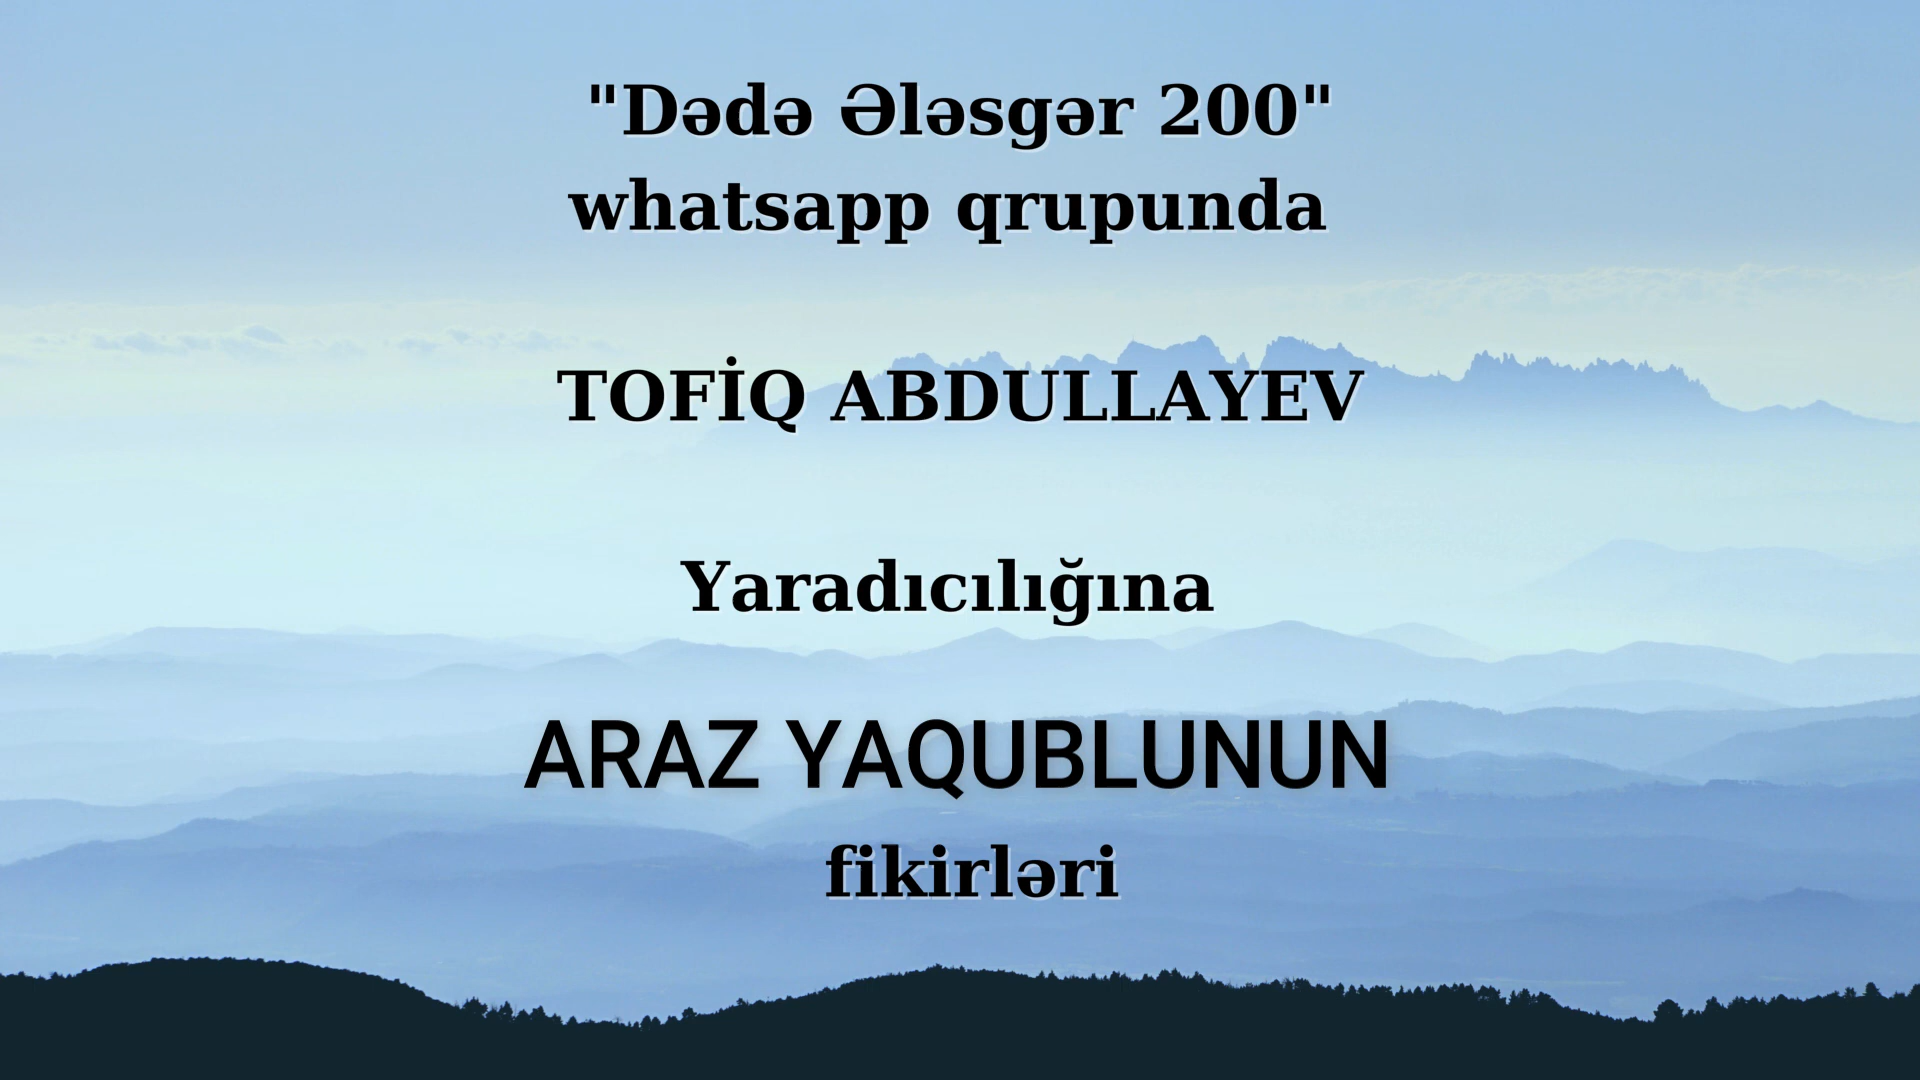 "Dədə Ələsgər 200"
whatsapp qrupunda
TOFİQ ABDULLAYEV
Yaradıcılığına
ARAZ YAQUBLUNUN
fikirləri